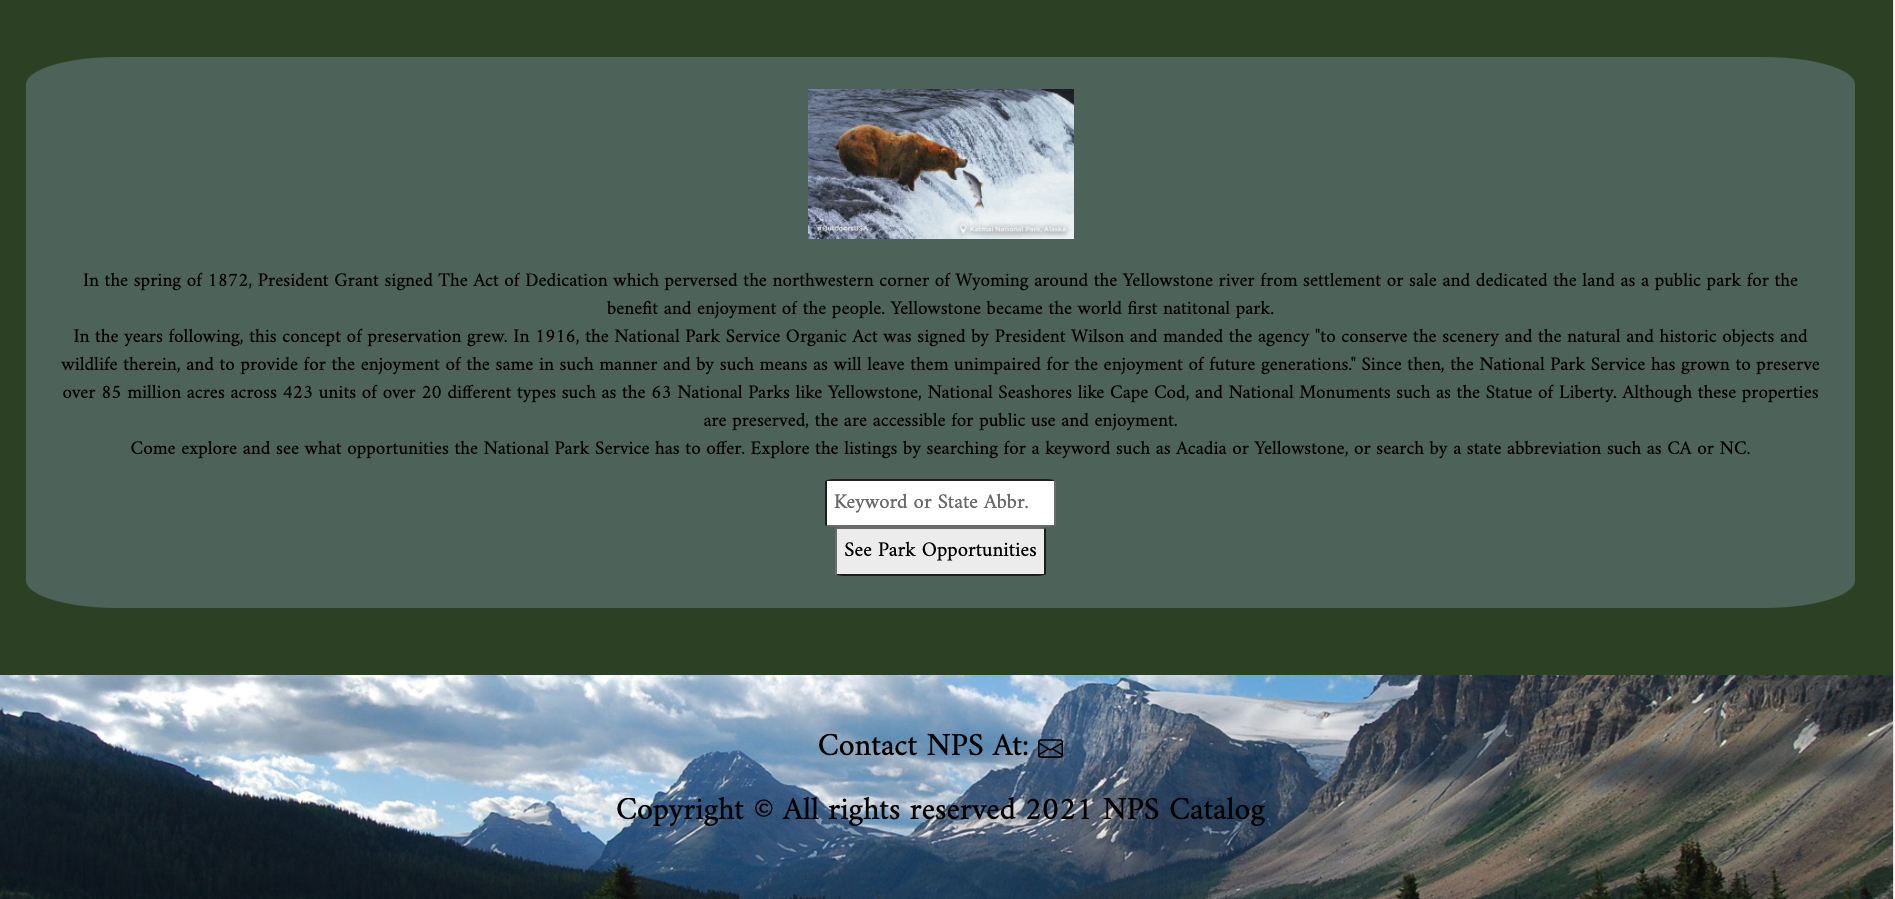 #OutdoorsUSA
Katmai National Park, Alaska
In the spring of 1872, President Grant signed The Act of Dedication which perversed the northwestern corner of Wyoming around the Yellowstone river from settlement or sale and dedicated the land as a public park for the
benefit and enjoyment of the people. Yellowstone became the world first natitonal park.
In the years following, this concept of preservation grew. In 1916, the National Park Service Organic Act was signed by President Wilson and manded the agency "to conserve the scenery and the natural and historic objects and
wildlife therein, and to provide for the enjoyment of the same in such manner and by such means as will leave them unimpaired for the enjoyment of future generations." Since then, the National Park Service has grown to preserve
over 85 million acres across 423 units of over 20 different types such as the 63 National Parks like Yellowstone, National Seashores like Cape Cod, and National Monuments such as the Statue of Liberty. Although these properties
are preserved, the are accessible for public use and enjoyment.
Come explore and see what opportunities the National Park Service has to offer. Explore the listings by searching for a keyword such as Acadia or Yellowstone, or search by a state abbreviation such as CA or NC.
Keyword or State Abbr.
See Park Opportunities
Contact NPS At:
Copyright © All rights reserved 2021 NPS Catalog